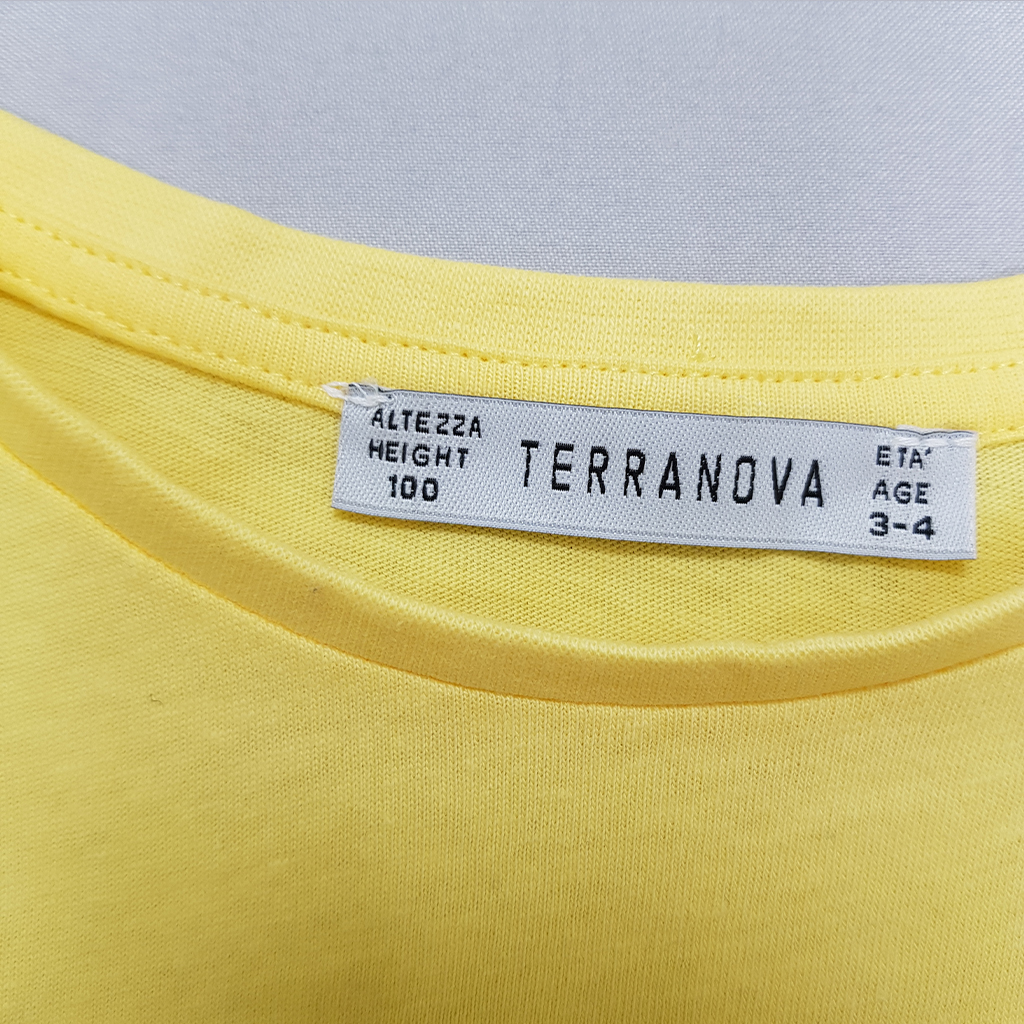 ALTEZZA
HEIGHT
100
TERRANOVA
ETA'
AGE
3-4